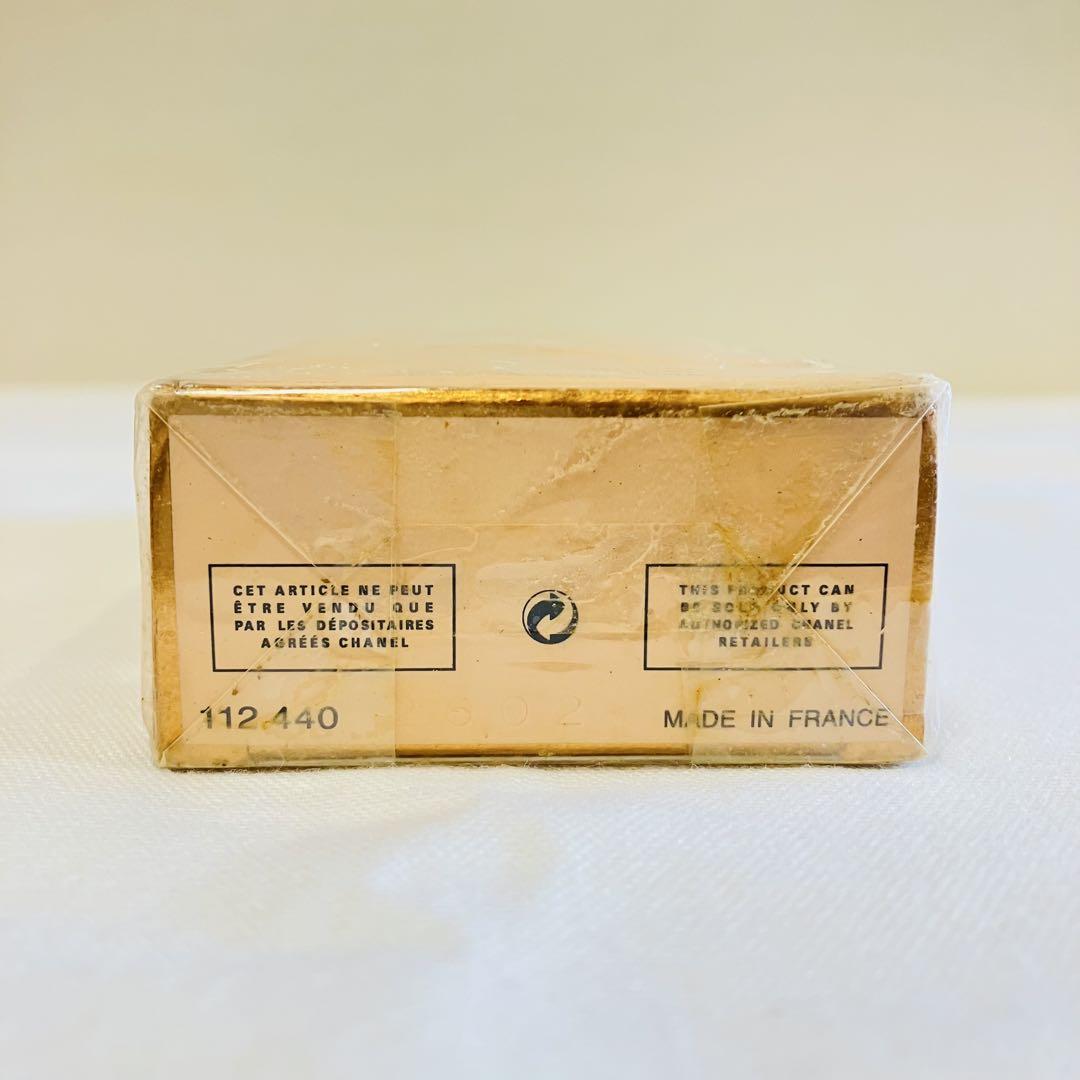 CET ARTICLE NE PEUT
ÊTRE VENDU QUE
PAR LES DÉPOSITAIRES
AGRÉÉS CHANEL
THIS PRODUCT CAN
BE SOLD ONLY BY
AUTHORIZED CHANEL
RETAILERS
112.440
MADE IN FRANCE